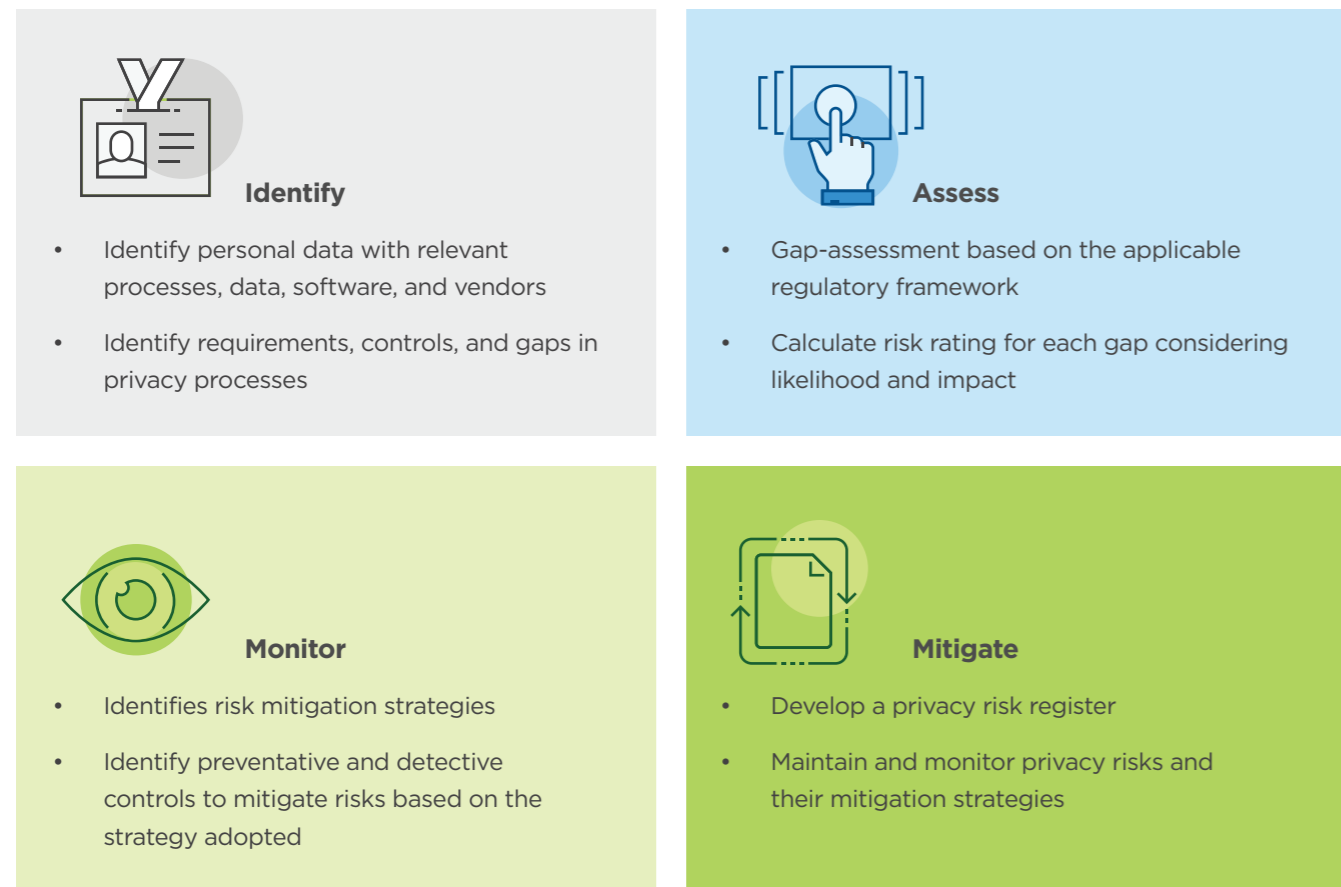 Identify
• Identify personal data with relevant
processes, data, software, and vendors
• Identify requirements, controls, and gaps in
privacy processes
Assess
• Gap-assessment based on the applicable
regulatory framework
• Calculate risk rating for each gap considering
likelihood and impact
Monitor
• Identifies risk mitigation strategies
• Identify preventative and detective
controls to mitigate risks based on the
strategy adopted
Mitigate
• Develop a privacy risk register
• Maintain and monitor privacy risks and
their mitigation strategies